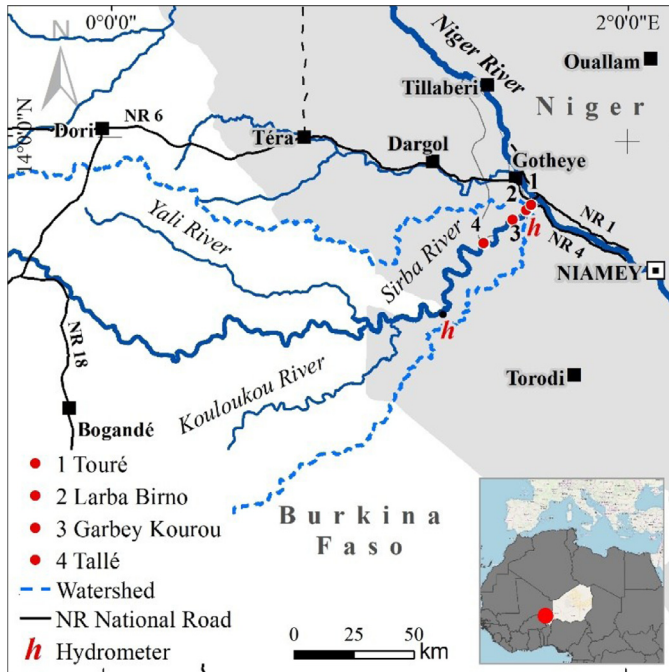 0°0'0"
2°0'0"E
N
Niger River
Ouallam
Tillaberi
Niger
NR 6
Dori
14°0'0"N
Téra
Dargol
Gotheye
1
2
h
NR 1
Yali River
4
3
NR 4
Sirba River
NIAMEY
h
NR 18
Kouloukou River
Torodi
Bogandé
1 Touré
2 Larba Birno
3 Garbey Kourou
4 Tallé
Burkina
Faso
Watershed
NR National Road
h Hydrometer
0 25 50
km